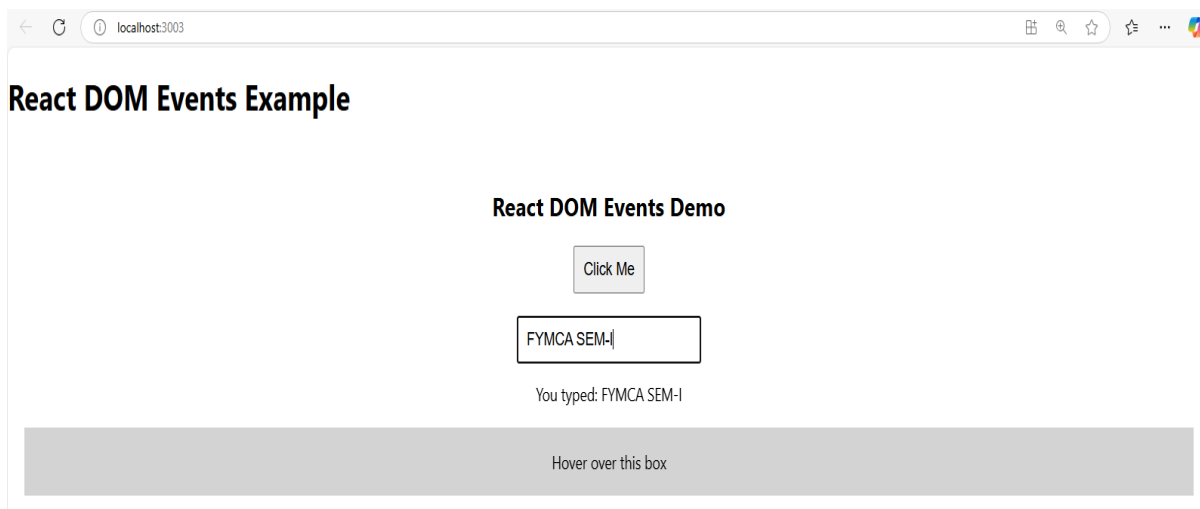 localhost:3003
React DOM Events Example
React DOM Events Demo
Click Me
FYMCA SEM-I
You typed: FYMCA SEM-I
Hover over this box